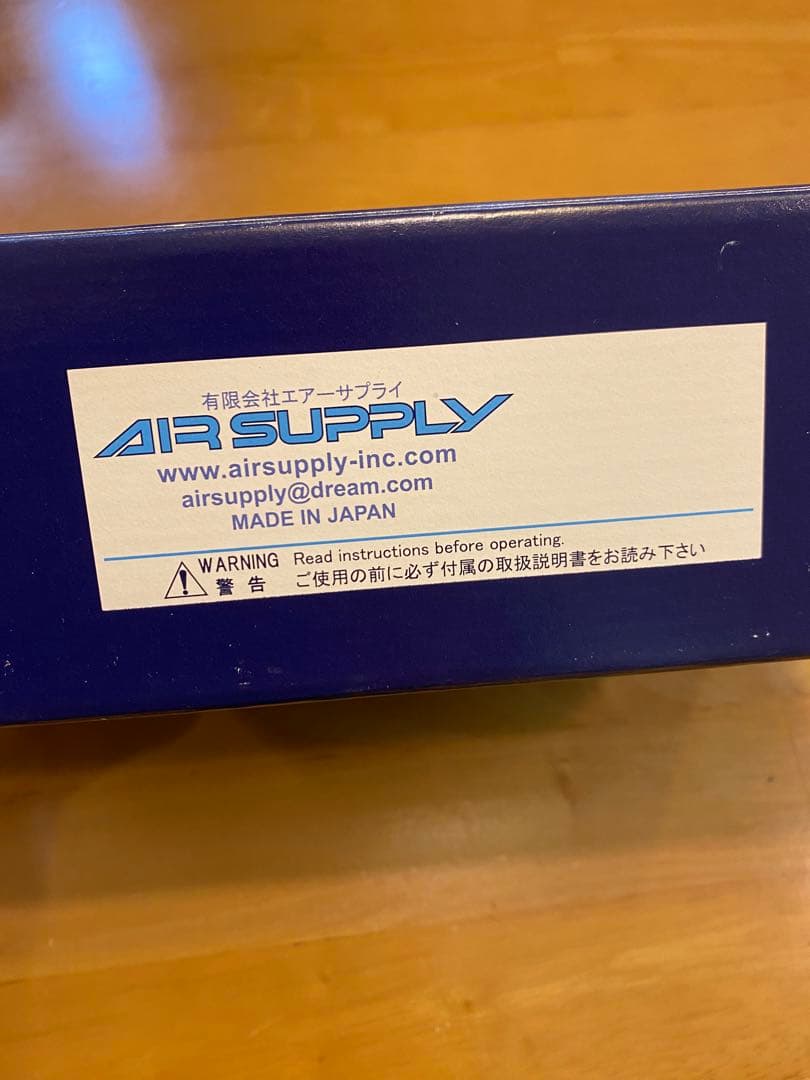 有限会社エアーサプライ
AIR SUPPLY
www.airsupply-inc.com
airsupply@dream.com
MADE IN JAPAN
WARNING Read instructions before operating.
警告 ご使用の前に必ず付属の取扱説明書をお読み下さい